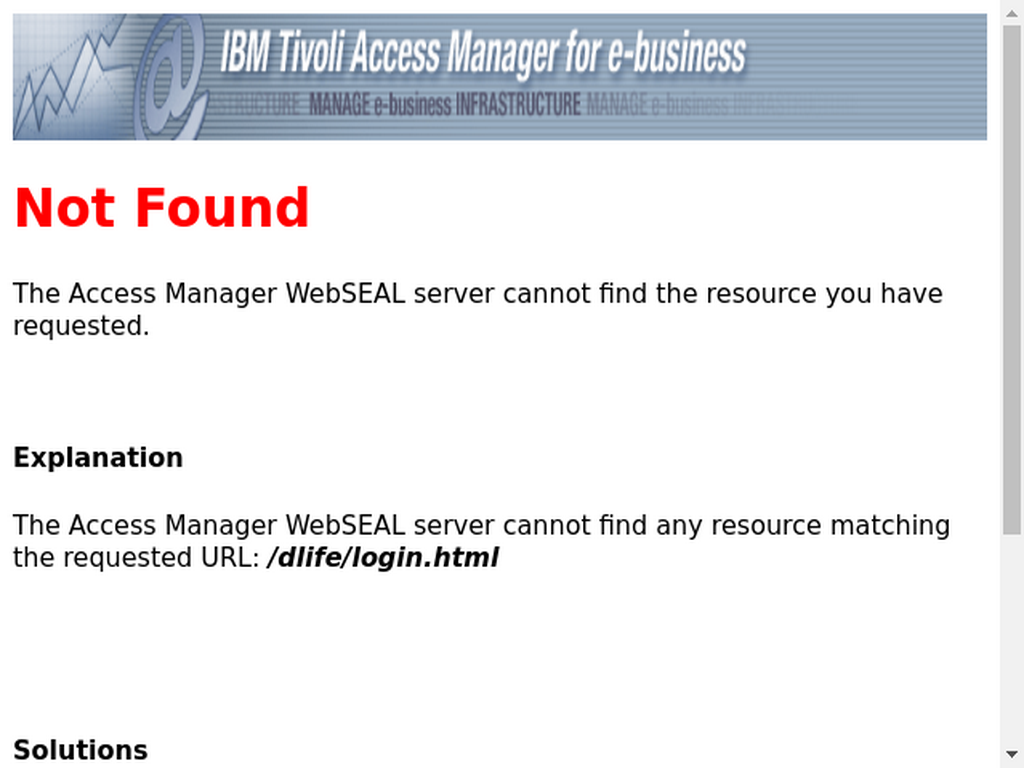 IBM Tivoli Access Manager for e-business
STRUCTURE MANAGE e-business INFRASTRUCTURE MANAGE e-business INFRASTRUCTURE
Not Found
The Access Manager WebSEAL server cannot find the resource you have
requested.
Explanation
The Access Manager WebSEAL server cannot find any resource matching
the requested URL: /dlife/login.html
Solutions